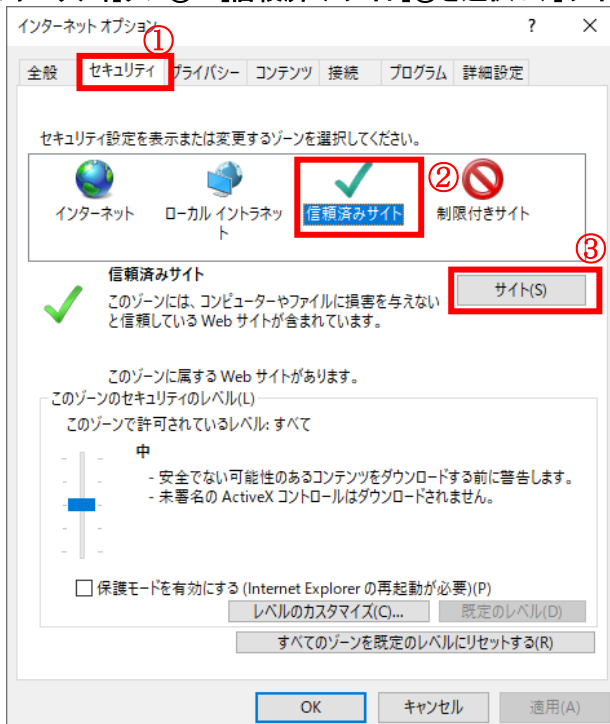 インターネット オプション ? ×
①
全般 セキュリティ プライバシー コンテンツ 接続 プログラム 詳細設定
セキュリティ設定を表示または変更するゾーンを選択してください。
②
インターネット ローカル イントラネット 信頼済みサイト 制限付きサイト
③
信頼済みサイト
サイト(S)
このゾーンには、コンピューターやファイルに損害を与えない
と信頼している Web サイトが含まれています。
このゾーンに属する Web サイトがあります。
このゾーンのセキュリティのレベル(L)
このゾーンで許可されているレベル: すべて
中
- 安全でない可能性のあるコンテンツをダウンロードする前に警告します。
- 未署名の ActiveX コントロールはダウンロードされません。
保護モードを有効にする (Internet Explorer の再起動が必要)(P)
レベルのカスタマイズ(C)... 既定のレベル(D)
すべてのゾーンを既定のレベルにリセットする(R)
OK キャンセル 適用(A)